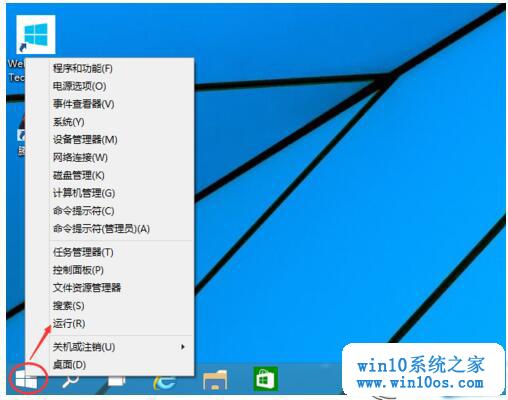 Wel
Tec
程序和功能(F)
电源选项(O)
事件查看器(V)
系统(Y)
设备管理器(M)
网络连接(W)
磁盘管理(K)
计算机管理(G)
命令提示符(C)
命令提示符(管理员)(A)
任务管理器(T)
控制面板(P)
文件资源管理器
搜索(S)
运行(R)
关机或注销(U)
桌面(D)
win10系统之家
www.win10os.com